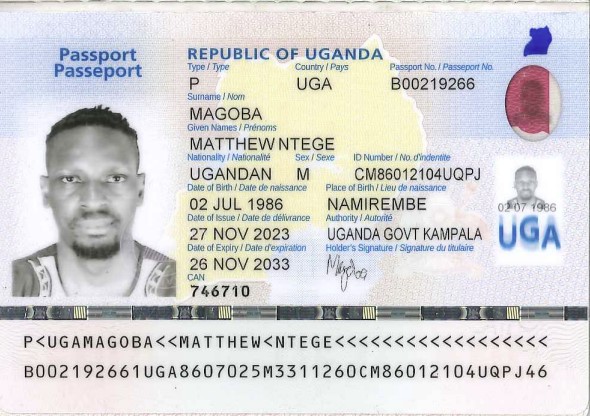 Passport
Passeport
REPUBLIC OF UGANDA
Type / Type Country / Pays Passport No. / Passeport No.
P UGA B00219266
Surname / Nom
MAGOBA
Given Names / Prénoms
MATTHEW NTEGE
Nationality / Nationalité Sex / Sexe ID Number / No. d'identite
UGANDAN M CM86012104UQPJ
Date of Birth / Date de naissance Place of Birth / Lieu de naissance
02 JUL 1986 NAMIREMBE
Date of Issue / Date de délivrance Authority / Autorité
27 NOV 2023 UGANDA GOVT KAMPALA
Date of Expiry / Date d'expiration Holder's Signature / Signature du titulaire
26 NOV 2033
CAN
746710
02 07 1986
UGA
P<UGAMAGOBA<<MATTHEW<NTEGE<<<<<<<<<<<<<<<<<<
B002192661UGA8607025M3311260CM86012104UQPJ46